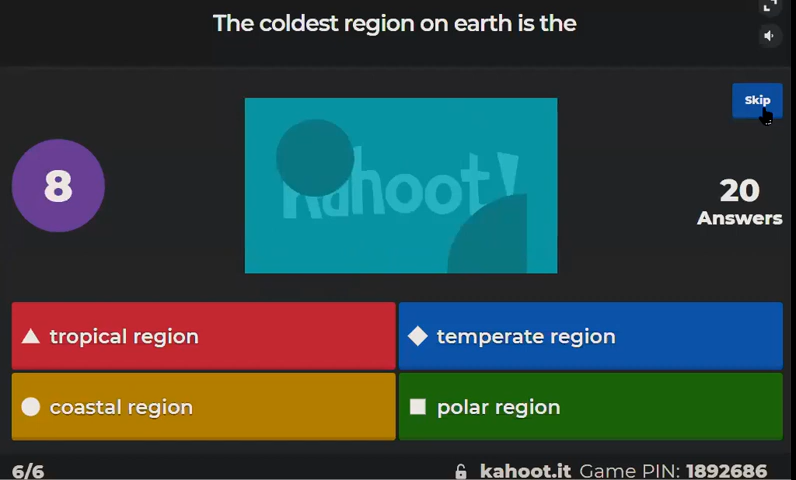 The coldest region on earth is the
Skip
8
Kahoot!
20
Answers
tropical region
temperate region
coastal region
polar region
6/6
kahoot.it Game PIN: 1892686